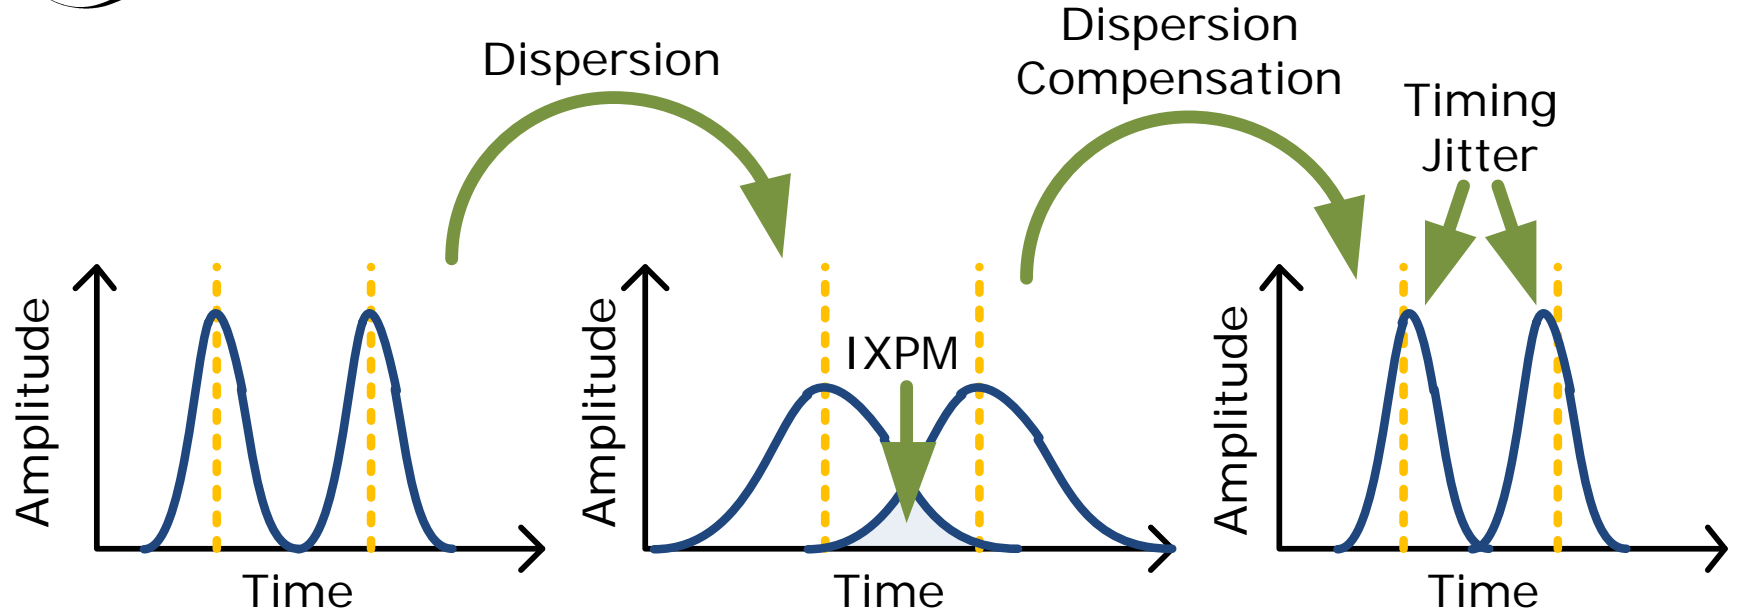 Dispersion
Dispersion
Compensation
Timing
Jitter
Amplitude
Time
Amplitude
IXPM
Time
Amplitude
Time